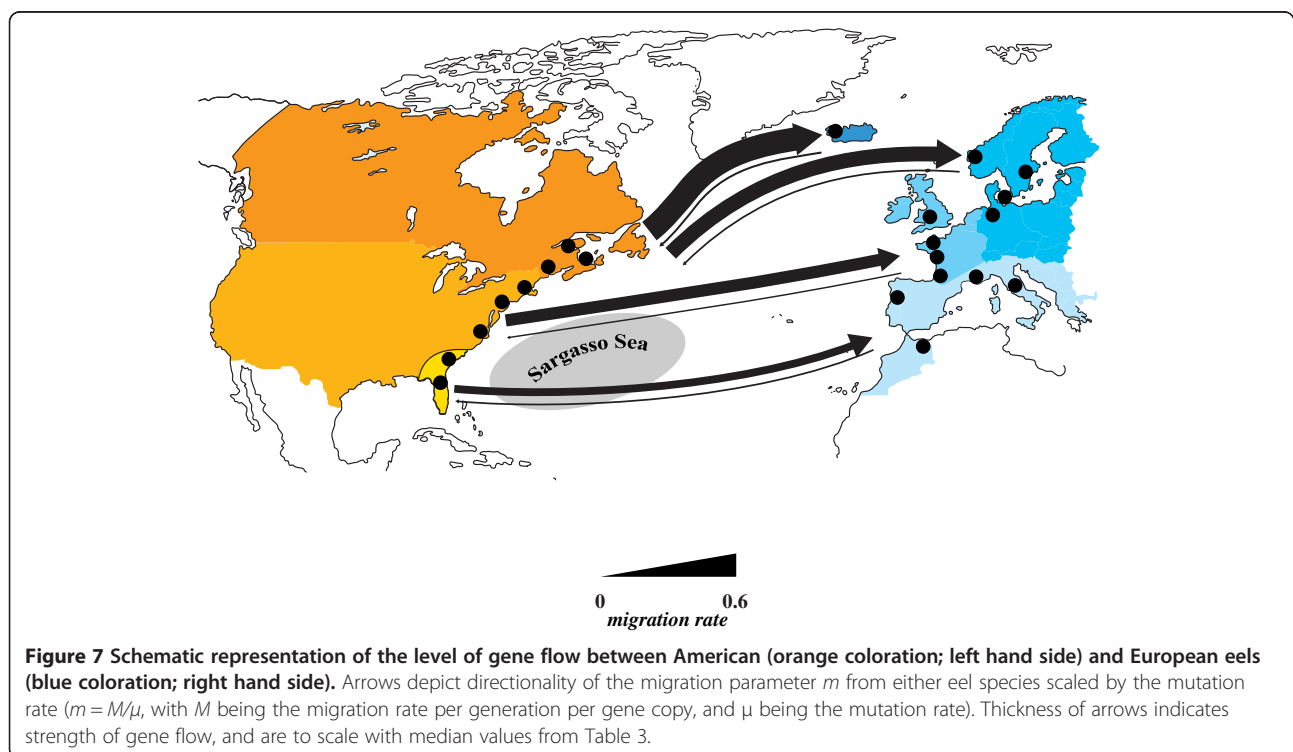 Sargasso Sea
0 0.6
migration rate
Figure 7 Schematic representation of the level of gene flow between American (orange coloration; left hand side) and European eels
(blue coloration; right hand side). Arrows depict directionality of the migration parameter m from either eel species scaled by the mutation
rate (m = M/μ, with M being the migration rate per generation per gene copy, and μ being the mutation rate). Thickness of arrows indicates
strength of gene flow, and are to scale with median values from Table 3.